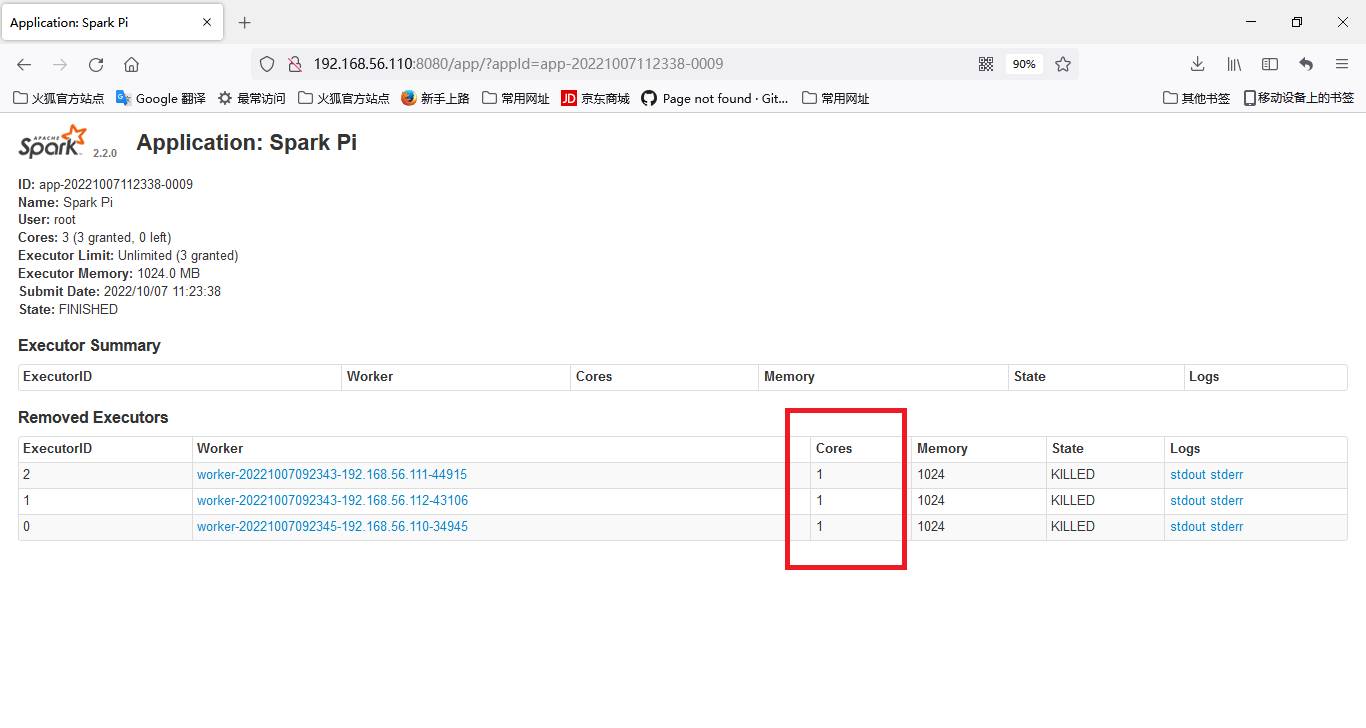 Application: Spark Pi
192.168.56.110:8080/app/?appId=app-20221007112338-0009 90%
火狐官方站点 Google 翻译 最常访问 火狐官方站点 新手上路 常用网址 JD 京东商城 Page not found · Git... 常用网址 其他书签 移动设备上的书签
APACHE Spark 2.2.0 Application: Spark Pi
ID: app-20221007112338-0009
Name: Spark Pi
User: root
Cores: 3 (3 granted, 0 left)
Executor Limit: Unlimited (3 granted)
Executor Memory: 1024.0 MB
Submit Date: 2022/10/07 11:23:38
State: FINISHED
Executor Summary
ExecutorID Worker Cores Memory State Logs
Removed Executors
ExecutorID Worker Cores Memory State Logs
2 worker-20221007092343-192.168.56.111-44915 1 1024 KILLED stdout stderr
1 worker-20221007092343-192.168.56.112-43106 1 1024 KILLED stdout stderr
0 worker-20221007092345-192.168.56.110-34945 1 1024 KILLED stdout stderr